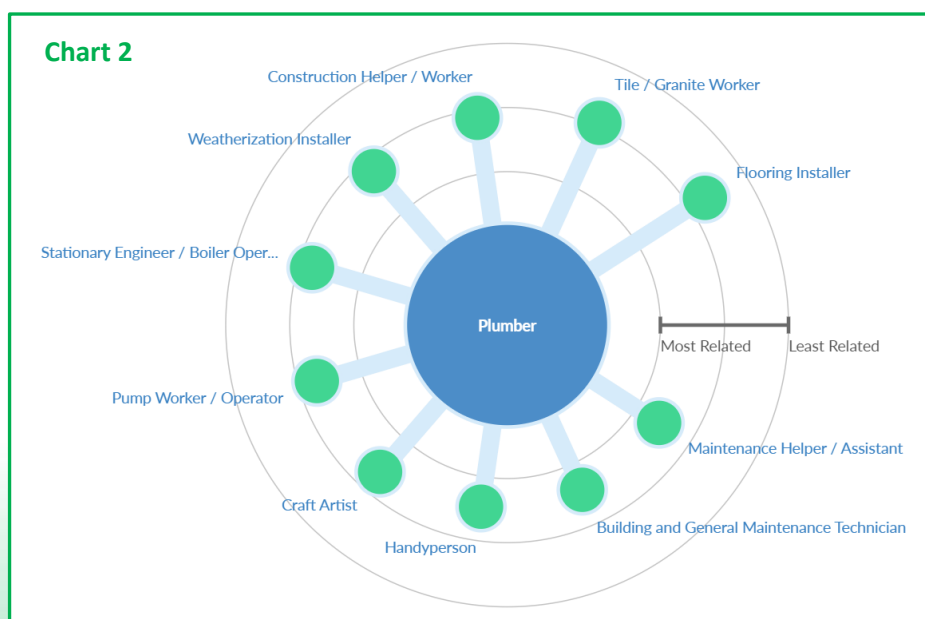 Chart 2
Construction Helper / Worker
Tile / Granite Worker
Weatherization Installer
Flooring Installer
Stationary Engineer / Boiler Oper...
Plumber
Most Related
Least Related
Pump Worker / Operator
Maintenance Helper / Assistant
Craft Artist
Building and General Maintenance Technician
Handyperson